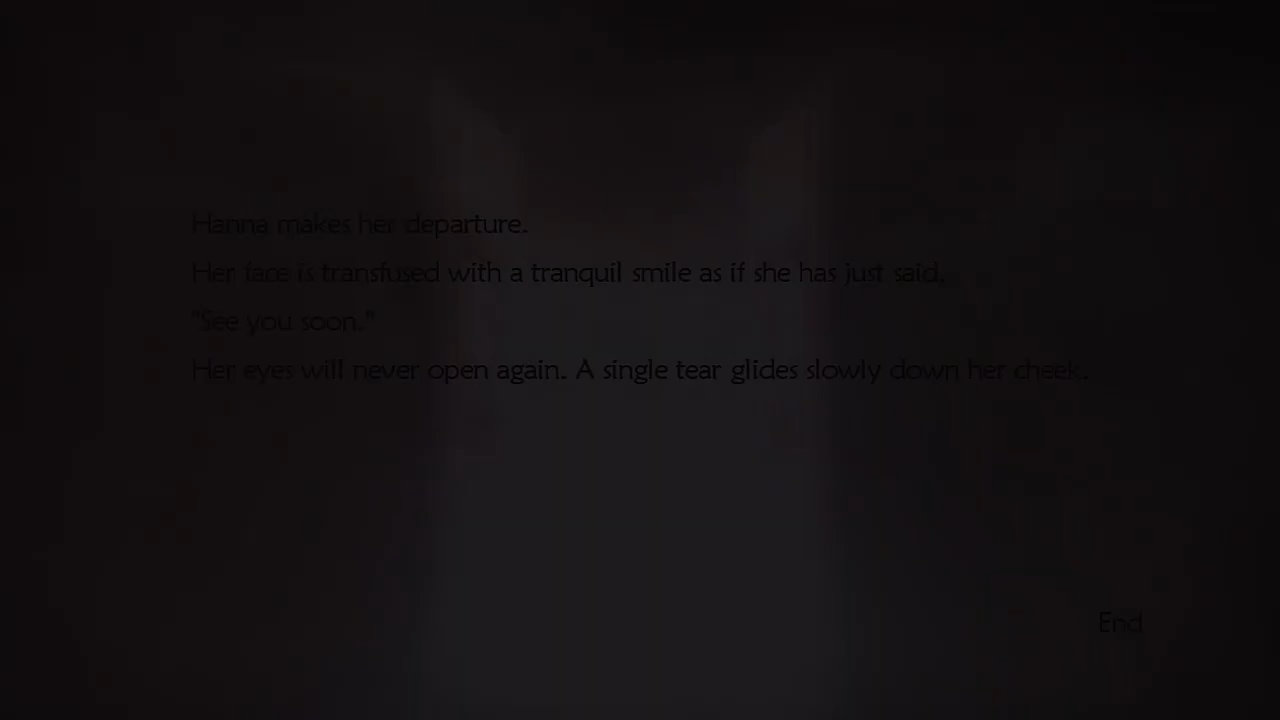 Hanna makes her departure.
Her face is transfused with a tranquil smile as if she has just said,
"See you soon."
Her eyes will never open again. A single tear glides slowly down her cheek.
End